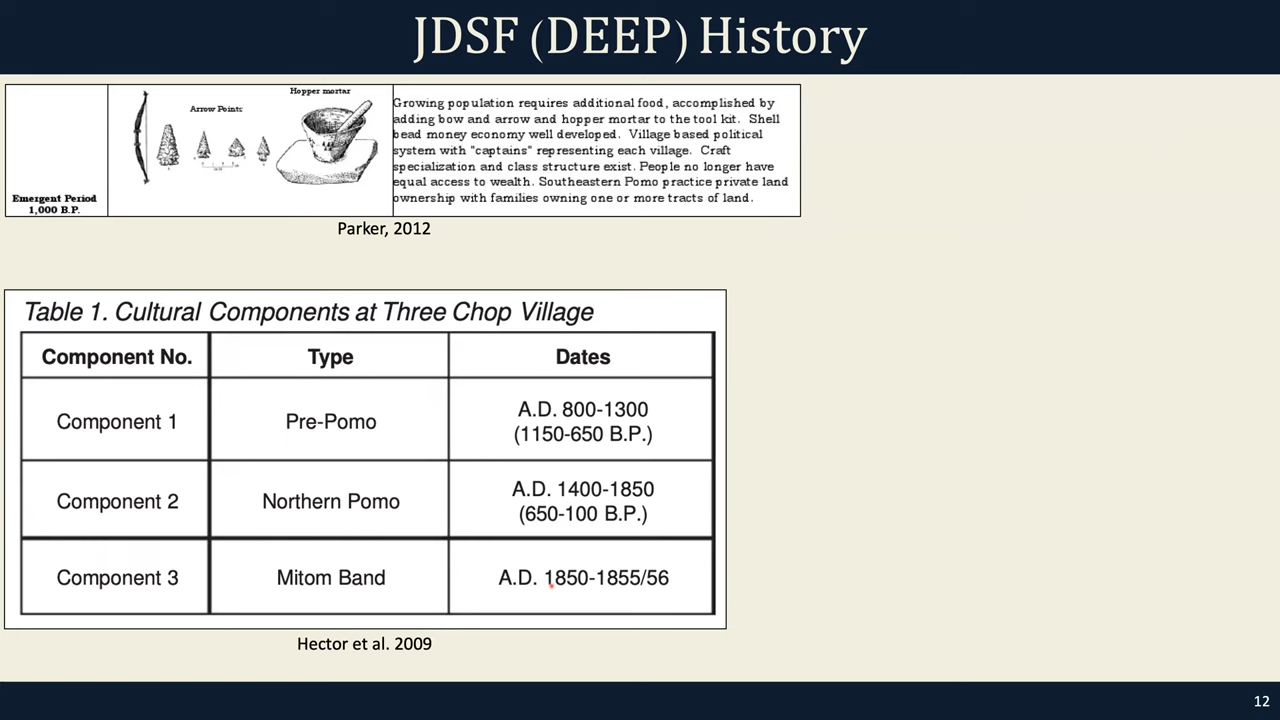 JDSF (DEEP) History
Hopper mortar
Arrow Points
Emergent Period
1,000 B.P.
Growing population requires additional food, accomplished by
adding bow and arrow and hopper mortar to the tool kit. Shell
bead money economy well developed. Village based political
system with "captains" representing each village. Craft
specialization and class structure exist. People no longer have
equal access to wealth. Southeastern Pomo practice private land
ownership with families owning one or more tracts of land.
Parker, 2012
Table 1. Cultural Components at Three Chop Village
Component No. Type Dates
Component 1 Pre-Pomo A.D. 800-1300
(1150-650 B.P.)
Component 2 Northern Pomo A.D. 1400-1850
(650-100 B.P.)
Component 3 Mitom Band A.D. 1850-1855/56
Hector et al. 2009
12